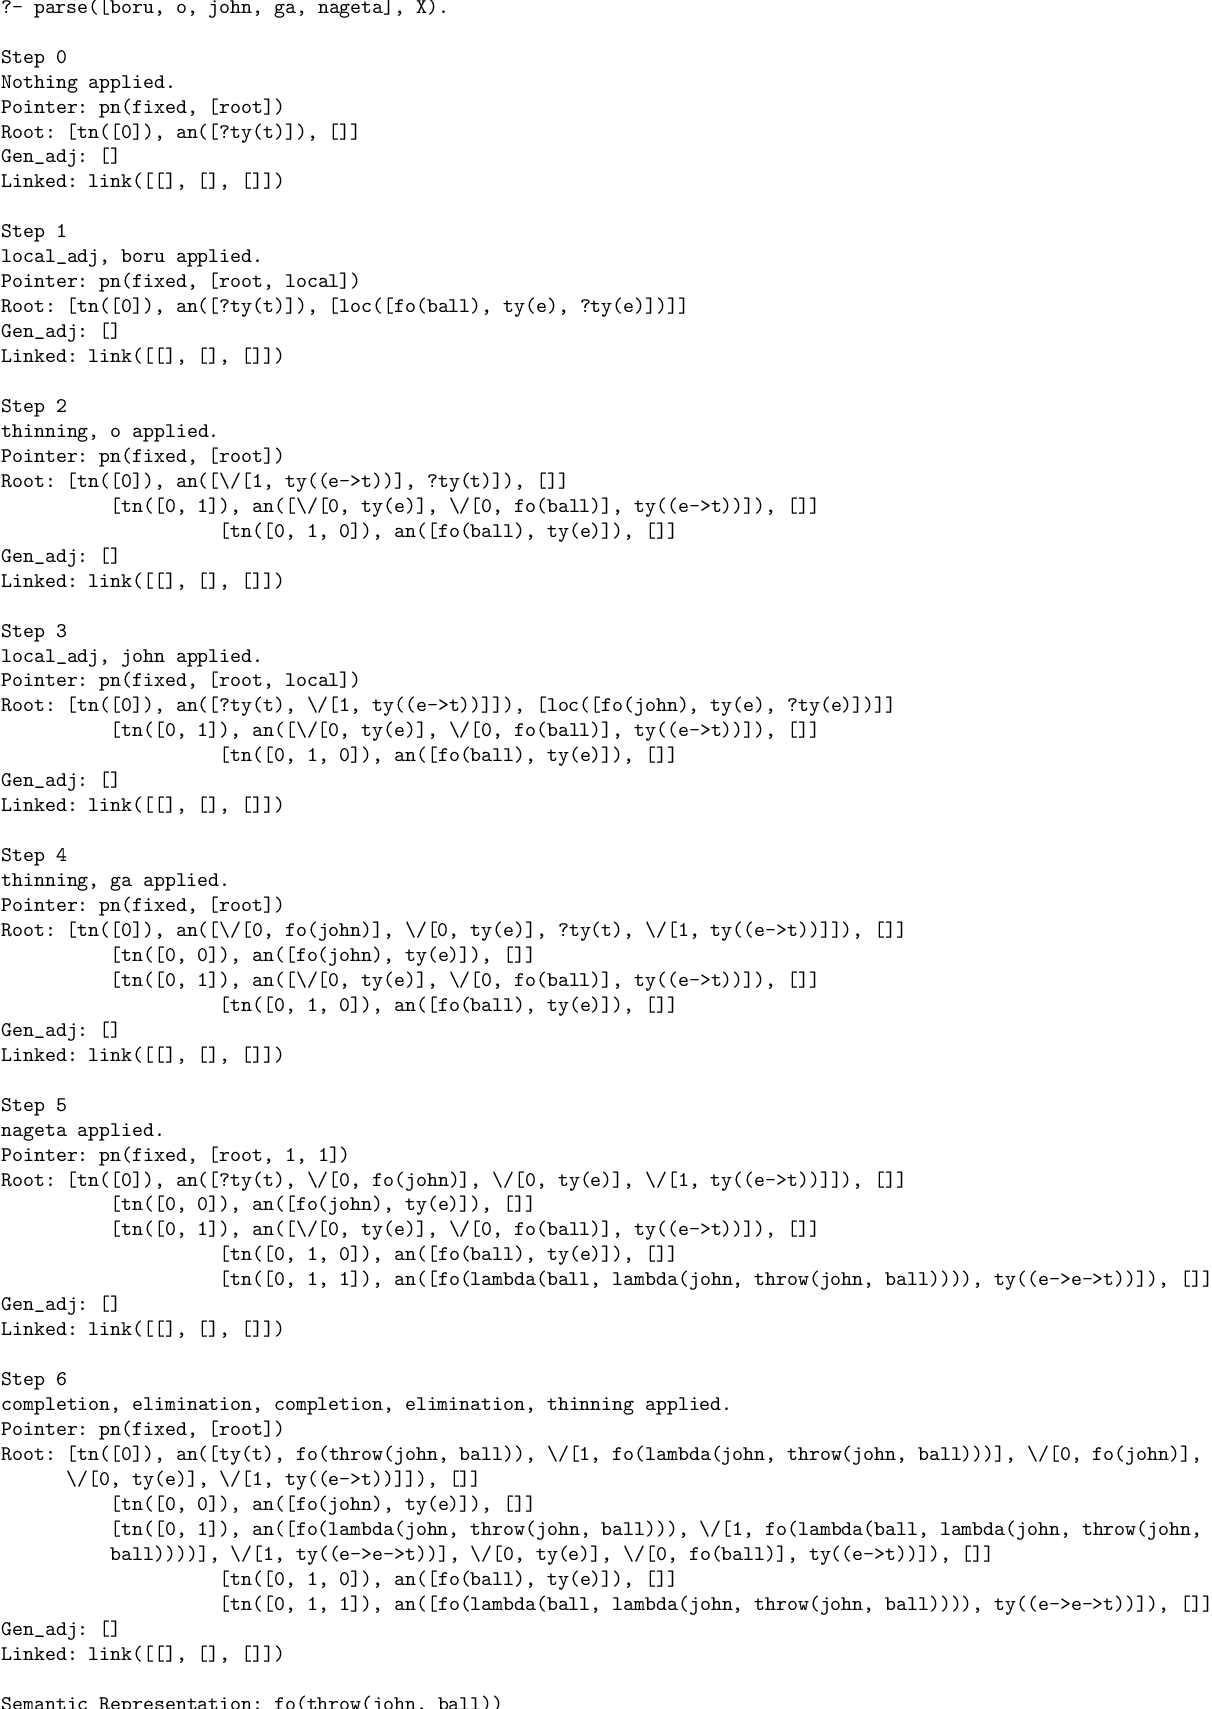 ?- parse([boru, o, john, ga, nageta], X).
Step 0
Nothing applied.
Pointer: pn(fixed, [root])
Root: [tn([0]), an([?ty(t)]), []]
Gen_adj: []
Linked: link([[], [], []])
Step 1
local_adj, boru applied.
Pointer: pn(fixed, [root, local])
Root: [tn([0]), an([?ty(t)]), [loc([fo(ball), ty(e), ?ty(e)])]]
Gen_adj: []
Linked: link([[], [], []])
Step 2
thinning, o applied.
Pointer: pn(fixed, [root])
Root: [tn([0]), an([\/[1, ty((e->t))], ?ty(t)]), []]
[tn([0, 1]), an([\/[0, ty(e)], \/[0, fo(ball)], ty((e->t))]), []]
[tn([0, 1, 0]), an([fo(ball), ty(e)]), []]
Gen_adj: []
Linked: link([[], [], []])
Step 3
local_adj, john applied.
Pointer: pn(fixed, [root, local])
Root: [tn([0]), an([?ty(t), \/[1, ty((e->t))]]), [loc([fo(john), ty(e), ?ty(e)])]]
[tn([0, 1]), an([\/[0, ty(e)], \/[0, fo(ball)], ty((e->t))]), []]
[tn([0, 1, 0]), an([fo(ball), ty(e)]), []]
Gen_adj: []
Linked: link([[], [], []])
Step 4
thinning, ga applied.
Pointer: pn(fixed, [root])
Root: [tn([0]), an([\/[0, fo(john)], \/[0, ty(e)], ?ty(t), \/[1, ty((e->t))]]), []]
[tn([0, 0]), an([fo(john), ty(e)]), []]
[tn([0, 1]), an([\/[0, ty(e)], \/[0, fo(ball)], ty((e->t))]), []]
[tn([0, 1, 0]), an([fo(ball), ty(e)]), []]
Gen_adj: []
Linked: link([[], [], []])
Step 5
nageta applied.
Pointer: pn(fixed, [root, 1, 1])
Root: [tn([0]), an([?ty(t), \/[0, fo(john)], \/[0, ty(e)], \/[1, ty((e->t))]]), []]
[tn([0, 0]), an([fo(john), ty(e)]), []]
[tn([0, 1]), an([\/[0, ty(e)], \/[0, fo(ball)], ty((e->t))]), []]
[tn([0, 1, 0]), an([fo(ball), ty(e)]), []]
[tn([0, 1, 1]), an([fo(lambda(ball, lambda(john, throw(john, ball)))), ty((e->e->t))]), []]
Gen_adj: []
Linked: link([[], [], []])
Step 6
completion, elimination, completion, elimination, thinning applied.
Pointer: pn(fixed, [root])
Root: [tn([0]), an([ty(t), fo(throw(john, ball)), \/[1, fo(lambda(john, throw(john, ball)))], \/[0, fo(john)],
\/[0, ty(e)], \/[1, ty((e->t))]]), []]
[tn([0, 0]), an([fo(john), ty(e)]), []]
[tn([0, 1]), an([fo(lambda(john, throw(john, ball))), \/[1, fo(lambda(ball, lambda(john, throw(john,
ball))))], \/[1, ty((e->e->t))], \/[0, ty(e)], \/[0, fo(ball)], ty((e->t))]), []]
[tn([0, 1, 0]), an([fo(ball), ty(e)]), []]
[tn([0, 1, 1]), an([fo(lambda(ball, lambda(john, throw(john, ball)))), ty((e->e->t))]), []]
Gen_adj: []
Linked: link([[], [], []])
Semantic Representation: fo(throw(john, ball))